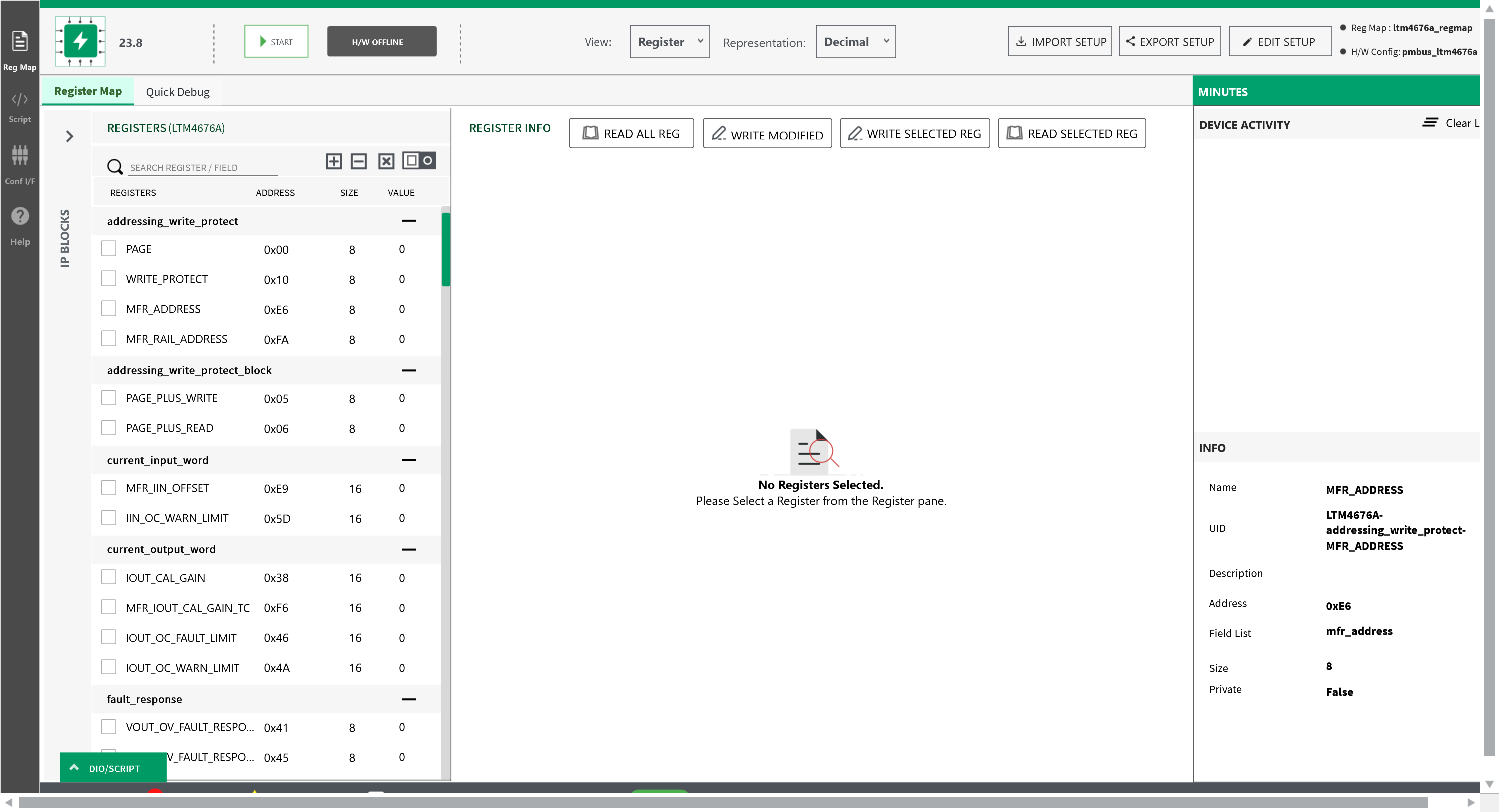 Reg Map
Script
Conf I/F
Help
23.8
START
H/W OFFLINE
View:
Register
Representation:
Decimal
IMPORT SETUP
EXPORT SETUP
EDIT SETUP
Reg Map : ltm4676a_regmap
H/W Config: pmbus_ltm4676a
Register Map
Quick Debug
IP BLOCKS
REGISTERS (LTM4676A)
SEARCH REGISTER / FIELD
REGISTERS ADDRESS SIZE VALUE
addressing_write_protect
PAGE 0x00 8 0
WRITE_PROTECT 0x10 8 0
MFR_ADDRESS 0xE6 8 0
MFR_RAIL_ADDRESS 0xFA 8 0
addressing_write_protect_block
PAGE_PLUS_WRITE 0x05 8 0
PAGE_PLUS_READ 0x06 8 0
current_input_word
MFR_IIN_OFFSET 0xE9 16 0
IIN_OC_WARN_LIMIT 0x5D 16 0
current_output_word
IOUT_CAL_GAIN 0x38 16 0
MFR_IOUT_CAL_GAIN_TC 0xF6 16 0
IOUT_OC_FAULT_LIMIT 0x46 16 0
IOUT_OC_WARN_LIMIT 0x4A 16 0
fault_response
VOUT_OV_FAULT_RESPO... 0x41 8 0
V_FAULT_RESPO... 0x45 8 0
DIO/SCRIPT
REGISTER INFO
READ ALL REG
WRITE MODIFIED
WRITE SELECTED REG
READ SELECTED REG
No Registers Selected.
Please Select a Register from the Register pane.
MINUTES
DEVICE ACTIVITY
Clear L
INFO
Name MFR_ADDRESS
UID LTM4676A-
addressing_write_protect-
MFR_ADDRESS
Description
Address 0xE6
Field List mfr_address
Size 8
Private False